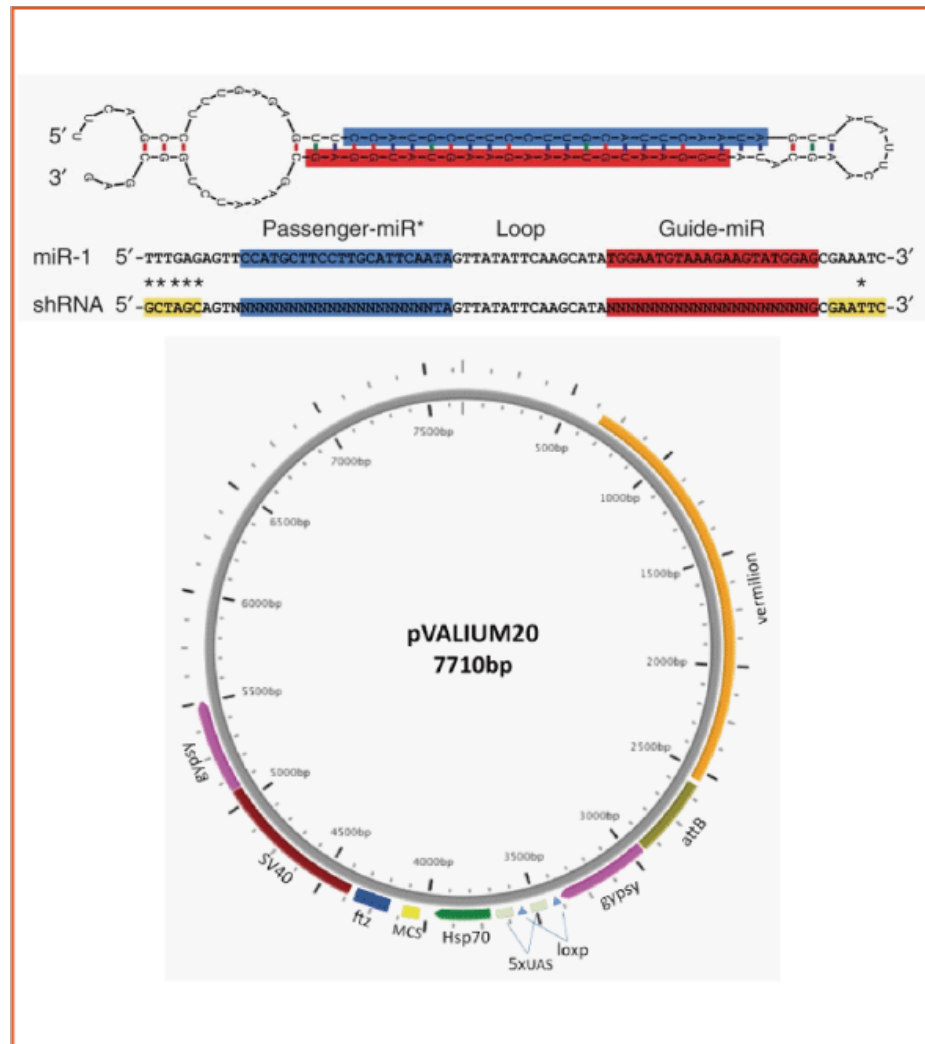 5′
3′
Passenger-miR* Loop Guide-miR
miR-1 5′-TTTGAGAGTTCCATGCTTCCTTGCATTCAATAGTTATATTCAAGCATATGGAATGTAAAGAAGTATGGAGCGAAATC-3′
***** *
shRNA 5′-GCTAGCAGTNNNNNNNNNNNNNNNNNNNNNTAGTTATATTCAAGCATANNNNNNNNNNNNNNNNNNNNNGCGAATTC-3′
7500bp
500bp
7000bp
1000bp
6500bp
1500bp
vermilion
6000bp
pVALIUM20
7710bp
2000bp
5500bp
2500bp
gypsy
5000bp
3000bp
attB
4500bp
4000bp
3500bp
SV40
gypsy
ftz
MCS
Hsp70
loxp
5xUAS